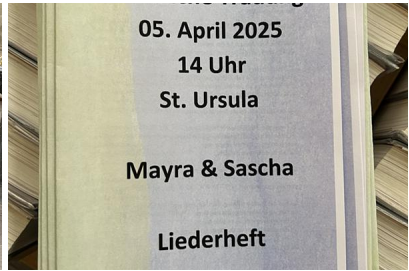 05. April 2025
14 Uhr
St. Ursula
Mayra & Sascha
Liederheft